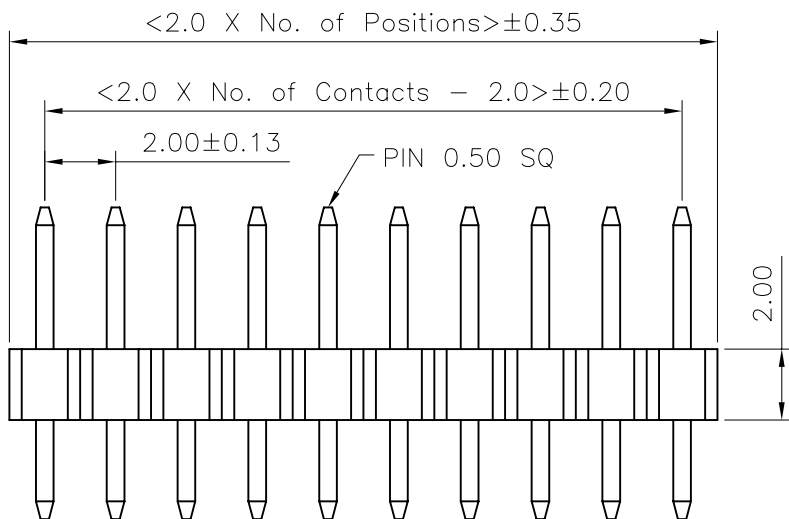 <2.0 X No. of Positions>±0.35
<2.0 X No. of Contacts – 2.0>±0.20
2.00±0.13
PIN 0.50 SQ
2.00